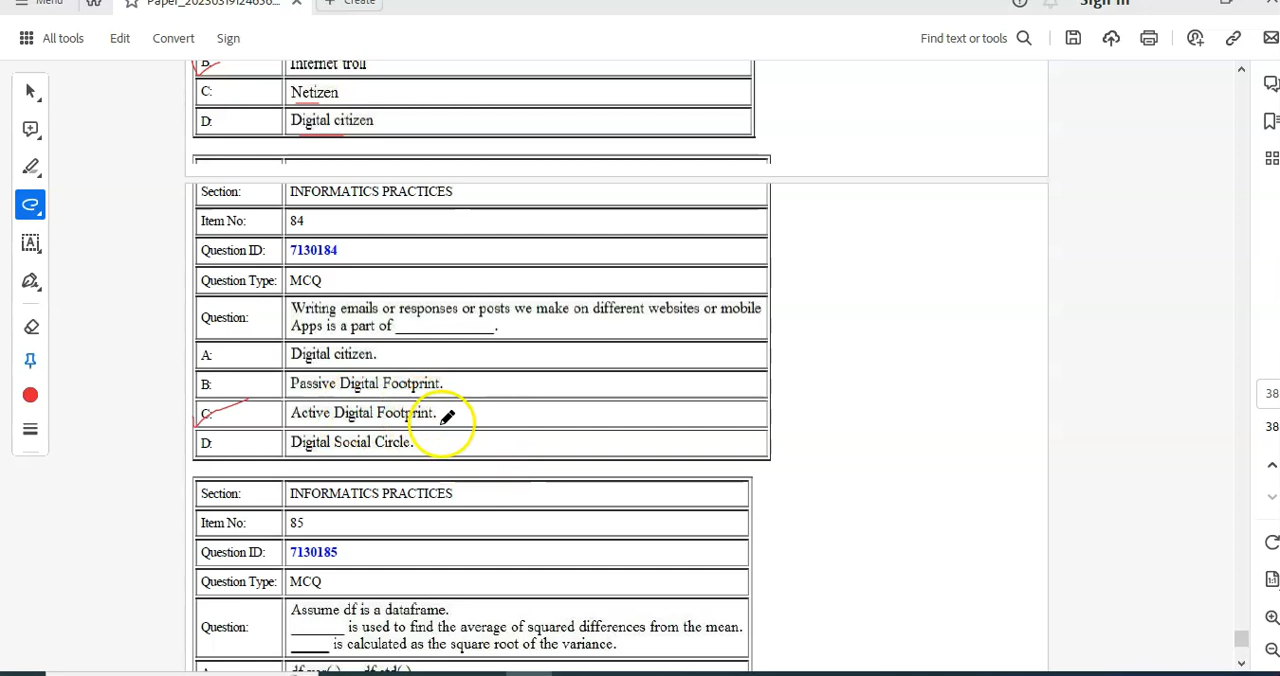 Menu
Paper_20230319124636...
Create
Sign in
All tools
Edit
Convert
Sign
Find text or tools
B: Internet troll
C: Netizen
D: Digital citizen
Section: INFORMATICS PRACTICES
Item No: 84
Question ID: 7130184
Question Type: MCQ
Question: Writing emails or responses or posts we make on different websites or mobile
Apps is a part of ______________.
A: Digital citizen.
B: Passive Digital Footprint.
C: Active Digital Footprint.
D: Digital Social Circle.
Section: INFORMATICS PRACTICES
Item No: 85
Question ID: 7130185
Question Type: MCQ
Question: Assume df is a dataframe.
_______ is used to find the average of squared differences from the mean.
_____ is calculated as the square root of the variance.
38
38
1:1